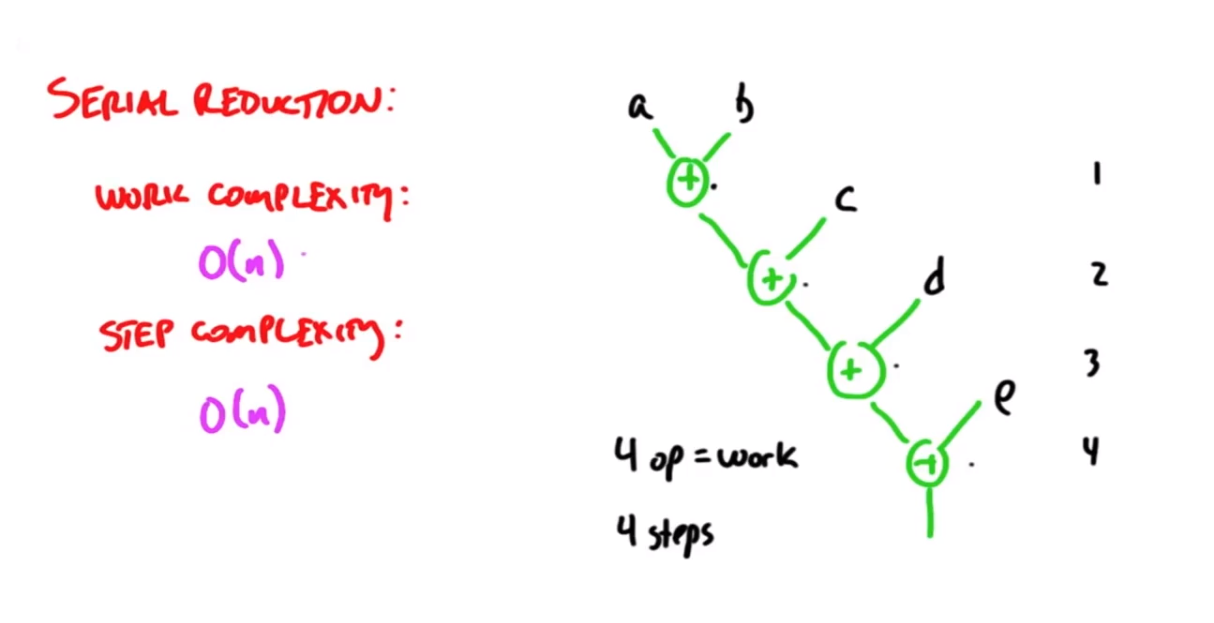 SERIAL REDUCTION:
WORK COMPLEXITY:
O(n)
STEP COMPLEXITY:
O(n)
a b
+
1
c
+
2
d
+
3
e
+
4
4 op = work
4 steps